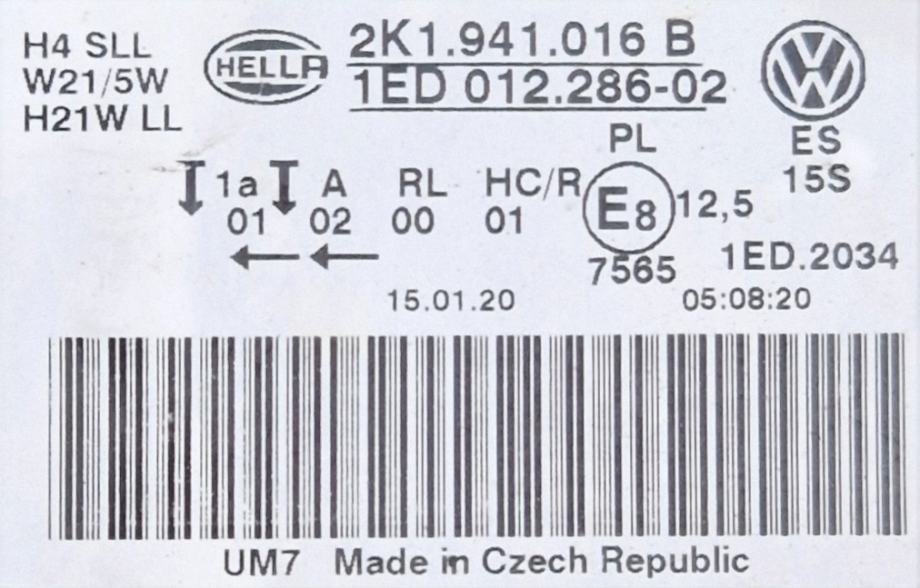 H4 SLL
W21/5W
H21W LL
HELLA
2K1.941.016 B
1ED 012.286-02
VW
PL
ES
15S
1a A RL HC/R
01 02 00 01
E8
12,5
7565
1ED.2034
15.01.20
05:08:20
UM7 Made in Czech Republic